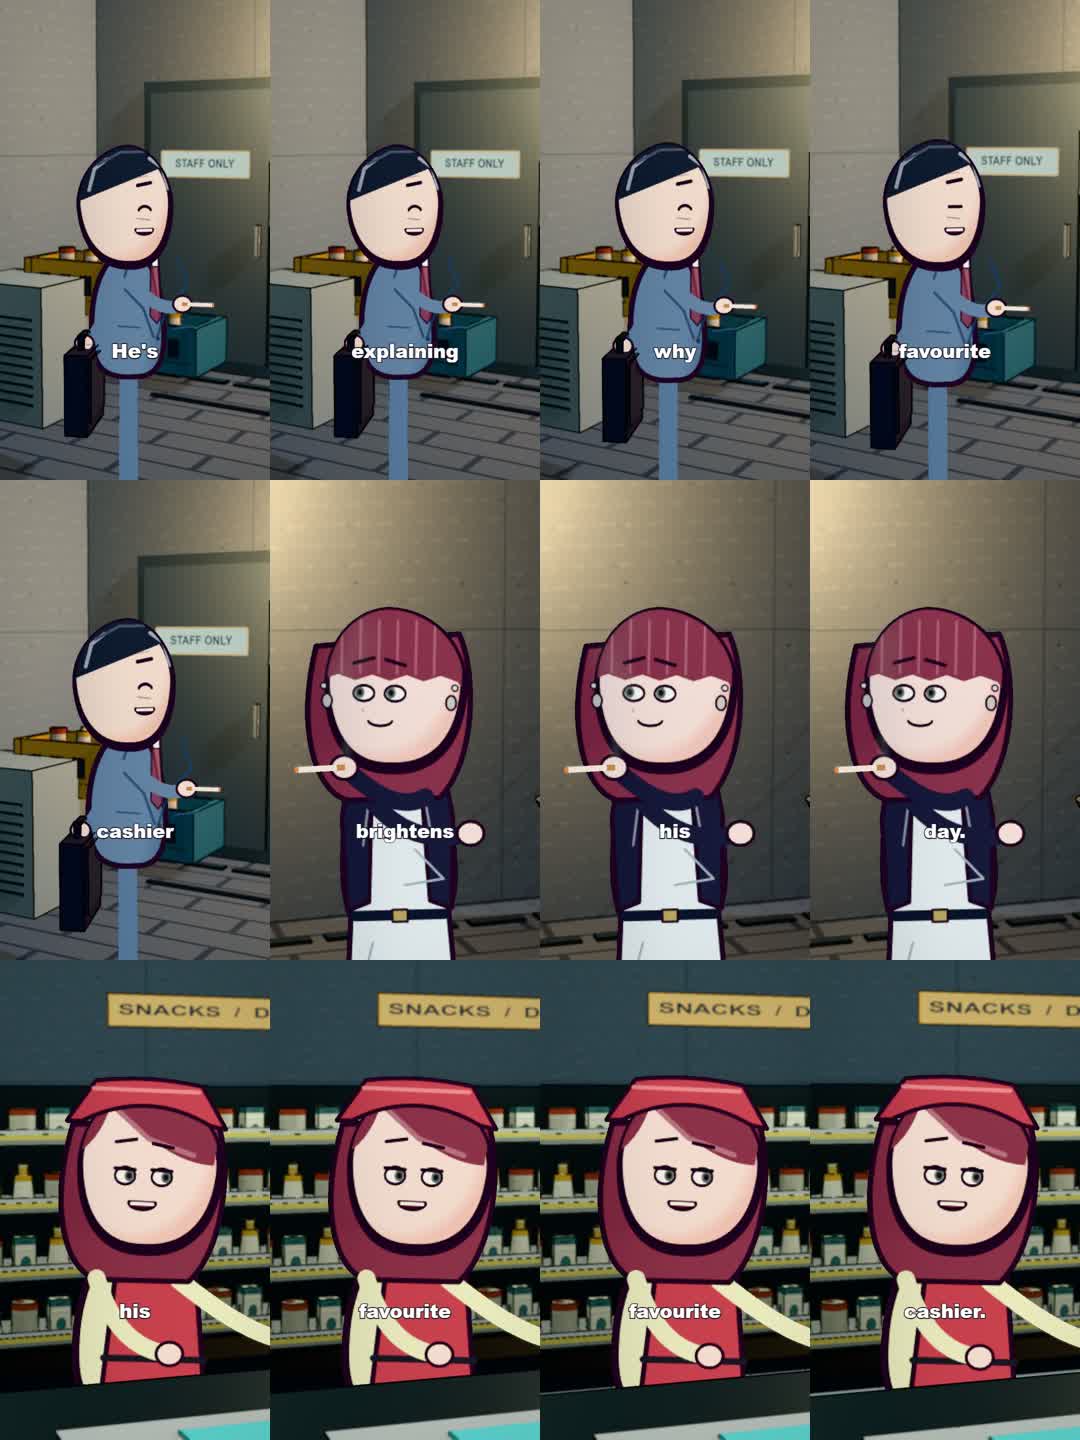 STAFF ONLY
STAFF ONLY
STAFF ONLY
STAFF ONLY
He's
explaining
why
favourite
STAFF ONLY
cashier
brightens
his
day.
SNACKS / D
SNACKS / D
SNACKS / D
SNACKS / D
his
favourite
favourite
cashier.